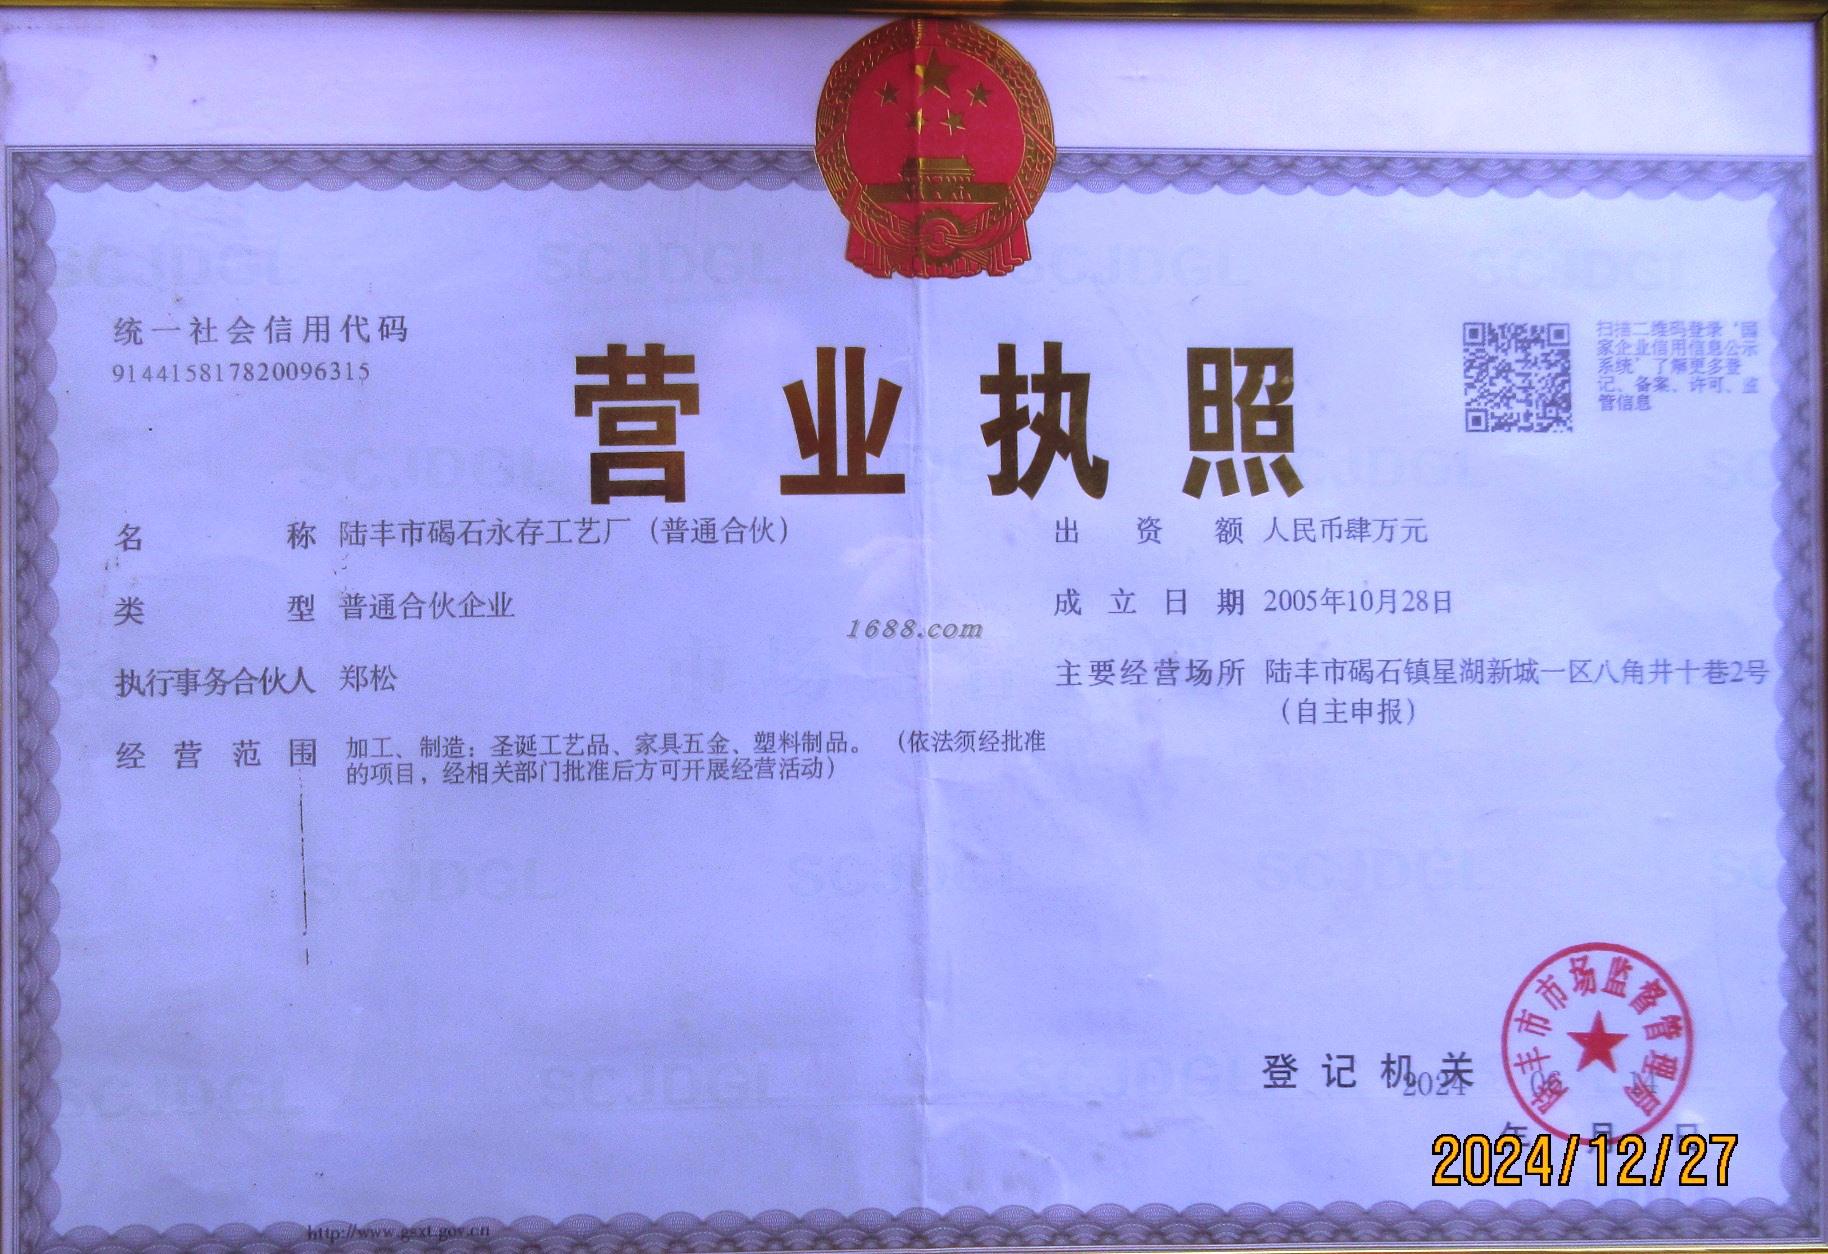 统一社会信用代码
914415817820096315
营业执照
扫描二维码登录‘国
家企业信用信息公示
系统’了解更多登
记、备案、许可、监
管信息
名称 陆丰市碣石永存工艺厂（普通合伙）
类型 普通合伙企业
执行事务合伙人 郑松
经营范围 加工、制造：圣诞工艺品、家具五金、塑料制品。（依法须经批准
的项目，经相关部门批准后方可开展经营活动）
出资额 人民币肆万元
成立日期 2005年10月28日
主要经营场所 陆丰市碣石镇星湖新城一区八角井十巷2号
（自主申报）
1688.com
登记机关
陆丰市市场监督管理局
2024
年 月 日
2024/12/27
http://www.gsxt.gov.cn
SCJDGL